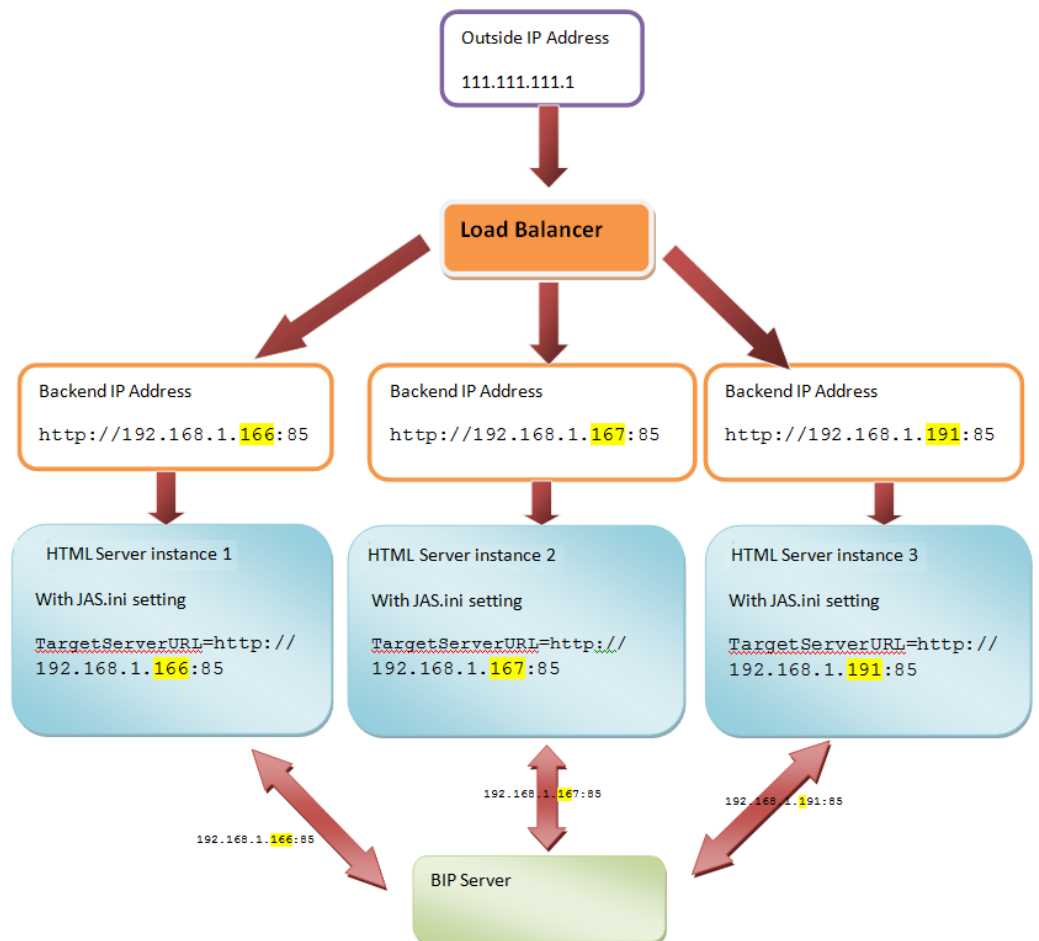 Outside IP Address
111.111.111.1
Load Balancer
Backend IP Address
http://192.168.1.166:85
Backend IP Address
http://192.168.1.167:85
Backend IP Address
http://192.168.1.191:85
HTML Server instance 1
With JAS.ini setting
TargetServerURL=http://
192.168.1.166:85
HTML Server instance 2
With JAS.ini setting
TargetServerURL=http://
192.168.1.167:85
HTML Server instance 3
With JAS.ini setting
TargetServerURL=http://
192.168.1.191:85
192.168.1.166:85
192.168.1.167:85
192.168.1.191:85
BIP Server